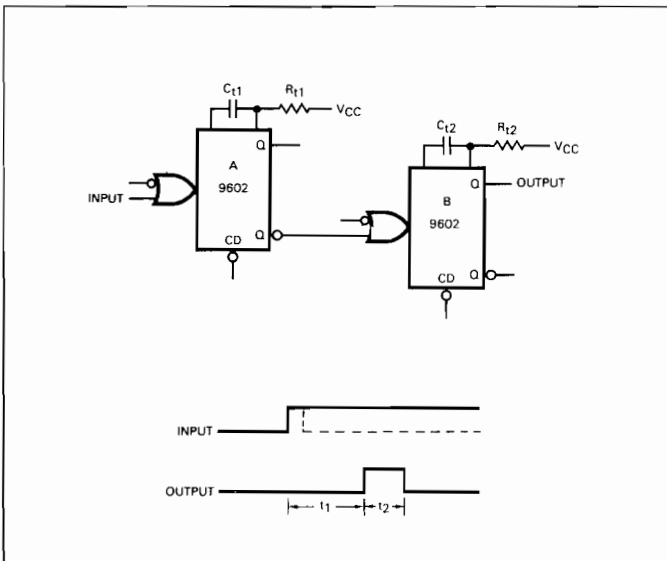 Ct1 Rt1 VCC
Ct2 Rt2 VCC
Q
A
9602
INPUT
CD
Q
Q OUTPUT
B
9602
CD
Q
INPUT
OUTPUT
t1 t2